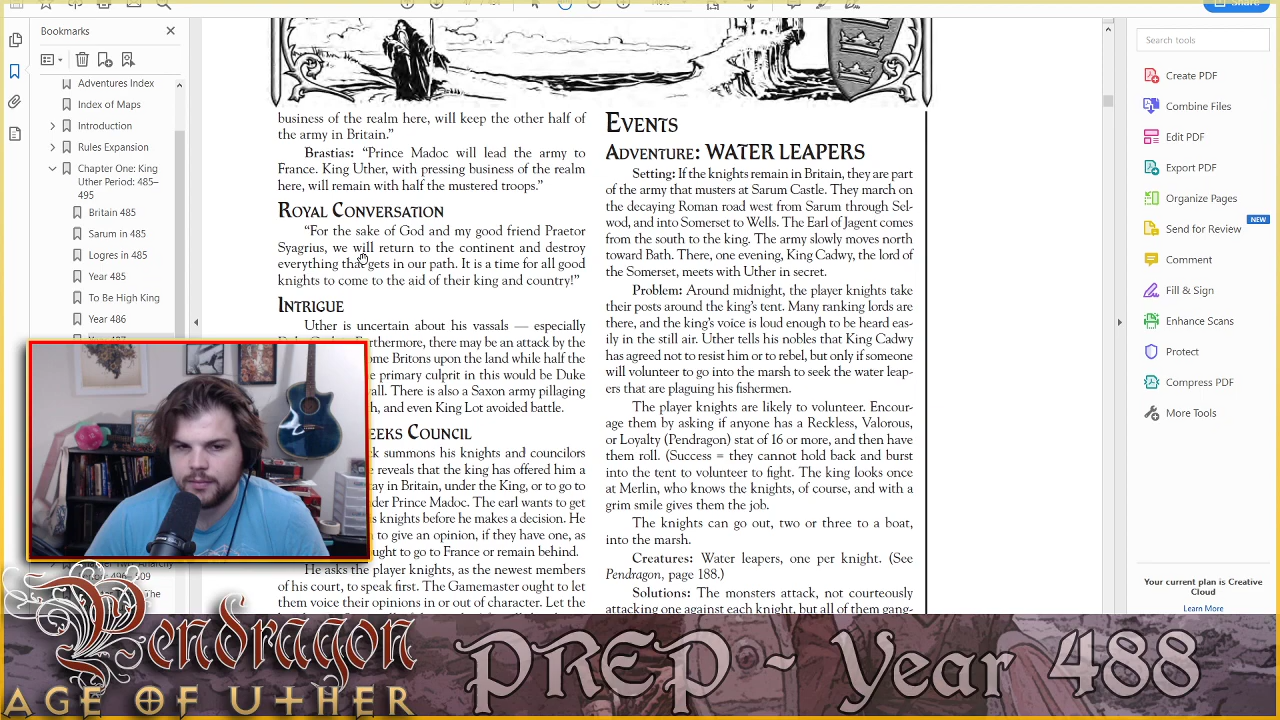 Bookmarks
Adventures Index
Index of Maps
Introduction
Rules Expansion
Chapter One: King
Uther Period: 485–
495
Britain 485
Sarum in 485
Logres in 485
Year 485
To Be High King
Year 486
business of the realm here, will keep the other half of
the army in Britain.”
Brastias: “Prince Madoc will lead the army to
France. King Uther, with pressing business of the realm
here, will remain with half the mustered troops.”
ROYAL CONVERSATION
“For the sake of God and my good friend Praetor
Syagrius, we will return to the continent and destroy
everything that gets in our path. It is a time for all good
knights to come to the aid of their king and country!”
INTRIGUE
Uther is uncertain about his vassals — especially
thermore, there may be an attack by the
ome Britons upon the land while half the
e primary culprit in this would be Duke
all. There is also a Saxon army pillaging
h, and even King Lot avoided battle.
EEKS COUNCIL
k summons his knights and councilors
e reveals that the king has offered him a
ay in Britain, under the King, or to go to
der Prince Madoc. The earl wants to get
s knights before he makes a decision. He
n to give an opinion, if they have one, as
ought to go to France or remain behind.
He asks the player knights, as the newest members
of his court, to speak first. The Gamemaster ought to let
them voice their opinions in or out of character. Let the
EVENTS
ADVENTURE: WATER LEAPERS
Setting: If the knights remain in Britain, they are part
of the army that musters at Sarum Castle. They march on
the decaying Roman road west from Sarum through Sel-
wod, and into Somerset to Wells. The Earl of Jagent comes
from the south to the king. The army slowly moves north
toward Bath. There, one evening, King Cadwy, the lord of
the Somerset, meets with Uther in secret.
Problem: Around midnight, the player knights take
their posts around the king’s tent. Many ranking lords are
there, and the king’s voice is loud enough to be heard eas-
ily in the still air. Uther tells his nobles that King Cadwy
has agreed not to resist him or to rebel, but only if someone
will volunteer to go into the marsh to seek the water leap-
ers that are plaguing his fishermen.
The player knights are likely to volunteer. Encour-
age them by asking if anyone has a Reckless, Valorous,
or Loyalty (Pendragon) stat of 16 or more, and then have
them roll. (Success = they cannot hold back and burst
into the tent to volunteer to fight. The king looks once
at Merlin, who knows the knights, of course, and with a
grim smile gives them the job.
The knights can go out, two or three to a boat,
into the marsh.
Creatures: Water leapers, one per knight. (See
Pendragon, page 188.)
Solutions: The monsters attack, not courteously
attacking one against each knight, but all of them gang-
Share
Search tools
Create PDF
Combine Files
Edit PDF
Export PDF
Organize Pages
NEW
Send for Review
Comment
Fill & Sign
Enhance Scans
Protect
Compress PDF
More Tools
Your current plan is Creative
Cloud
Learn More
Pendragon
AGE OF UTHER
PREP - Year 488